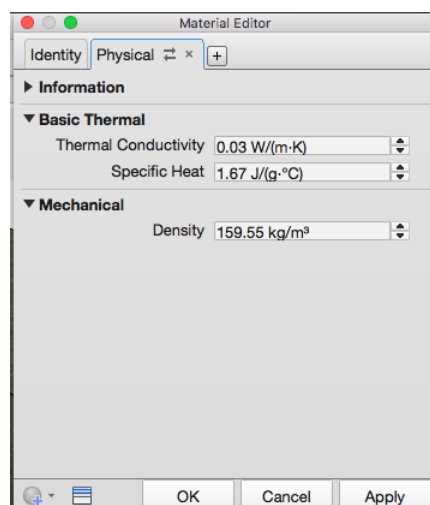 Material Editor
Identity Physical
Information
Basic Thermal
Thermal Conductivity 0.03 W/(m·K)
Specific Heat 1.67 J/(g·°C)
Mechanical
Density 159.55 kg/m³
OK Cancel Apply